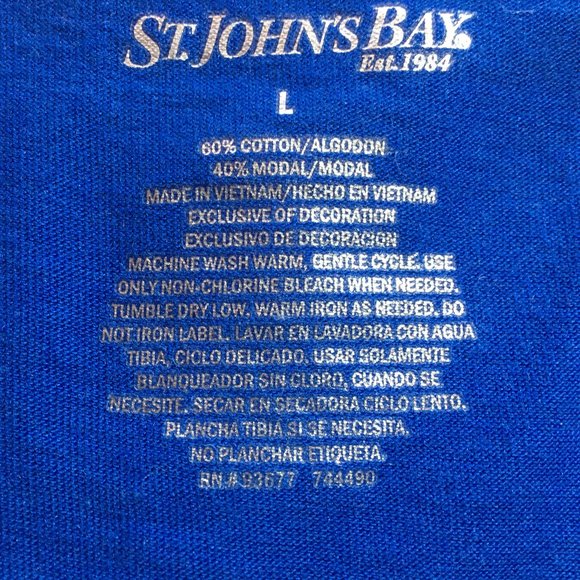 ST. JOHN'S BAY®
Est. 1984
L
60% COTTON/ALGODON
40% MODAL/MODAL
MADE IN VIETNAM/HECHO EN VIETNAM
EXCLUSIVE OF DECORATION
EXCLUSIVO DE DECORACION
MACHINE WASH WARM, GENTLE CYCLE. USE
ONLY NON-CHLORINE BLEACH WHEN NEEDED.
TUMBLE DRY LOW. WARM IRON AS NEEDED. DO
NOT IRON LABEL. LAVAR EN LAVADORA CON AGUA
TIBIA, CICLO DELICADO. USAR SOLAMENTE
BLANQUEADOR SIN CLORO, CUANDO SE
NECESITE. SECAR EN SECADORA CICLO LENTO.
PLANCHA TIBIA SI SE NECESITA.
NO PLANCHAR ETIQUETA.
RN# 93677 744490